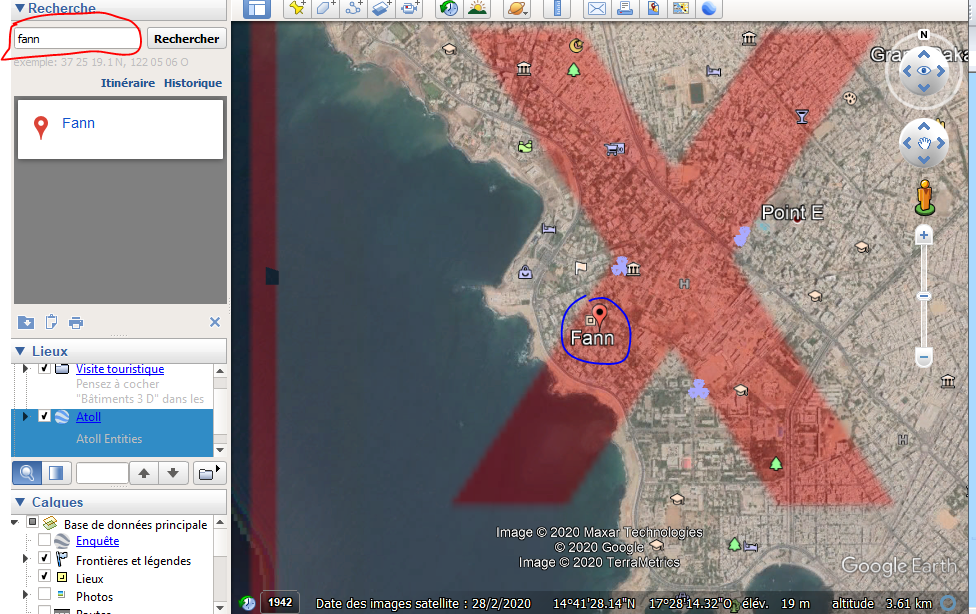 Recherche
fann
Rechercher
exemple: 37 25 19.1 N, 122 05 06 O
Itinéraire Historique
Fann
Lieux
Visite touristique
Pensez à cocher
"Bâtiments 3 D" dans les
Atoll
Atoll Entities
Calques
Base de données principale
Enquête
Frontières et légendes
Lieux
Photos
N
Point E
H
Fann
H
Image © 2020 Maxar Technologies
© 2020 Google
Image © 2020 TerraMetrics
Google Earth
1942
Date des images satellite : 28/2/2020 14°41'28.14"N 17°28'14.32"O élév. 19 m altitude 3.61 km